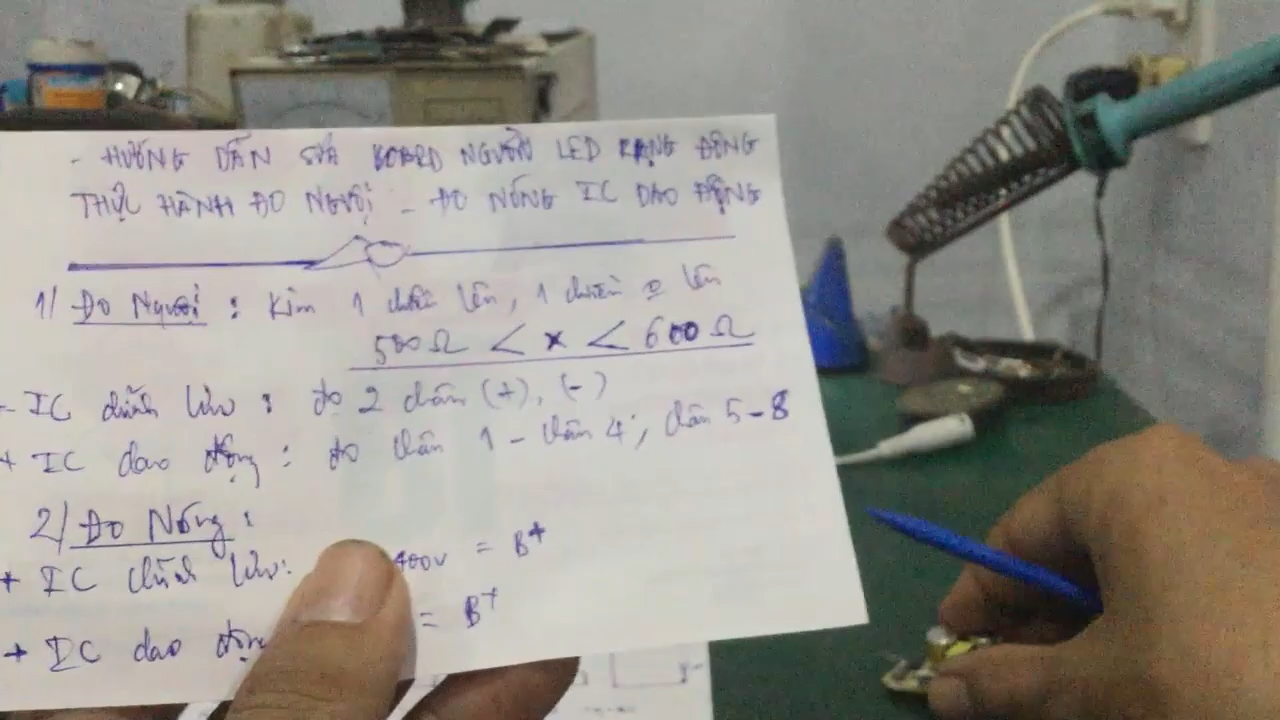 - HƯỚNG DẪN SỬA BOARD NGUỒN LED RẠNG ĐÔNG
THỰC HÀNH ĐO NGUỘI - ĐO NÓNG IC DAO ĐỘNG
1/ Đo Nguội : Kim 1 chiều lên, 1 chiều 0 lên
500Ω < x < 600Ω
- IC chỉnh lưu : đo 2 chân (+), (-)
+ IC dao động : đo chân 1 - chân 4 ; chân 5-8
2/ Đo Nóng :
+ IC chỉnh lưu: 400V = B+
+ IC dao động = B+